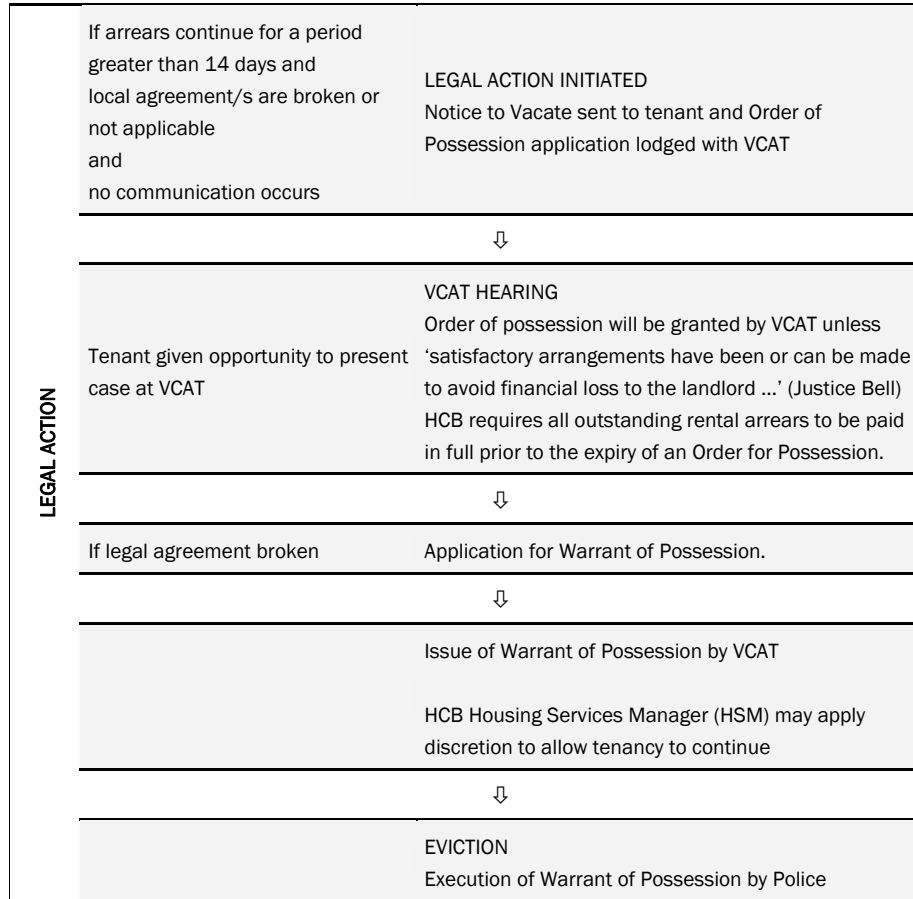 LEGAL ACTION
If arrears continue for a period
greater than 14 days and
local agreement/s are broken or
not applicable
and
no communication occurs
LEGAL ACTION INITIATED
Notice to Vacate sent to tenant and Order of
Possession application lodged with VCAT
⇩
Tenant given opportunity to present
case at VCAT
VCAT HEARING
Order of possession will be granted by VCAT unless
‘satisfactory arrangements have been or can be made
to avoid financial loss to the landlord ...’ (Justice Bell)
HCB requires all outstanding rental arrears to be paid
in full prior to the expiry of an Order for Possession.
⇩
If legal agreement broken
Application for Warrant of Possession.
⇩
Issue of Warrant of Possession by VCAT
HCB Housing Services Manager (HSM) may apply
discretion to allow tenancy to continue
⇩
EVICTION
Execution of Warrant of Possession by Police